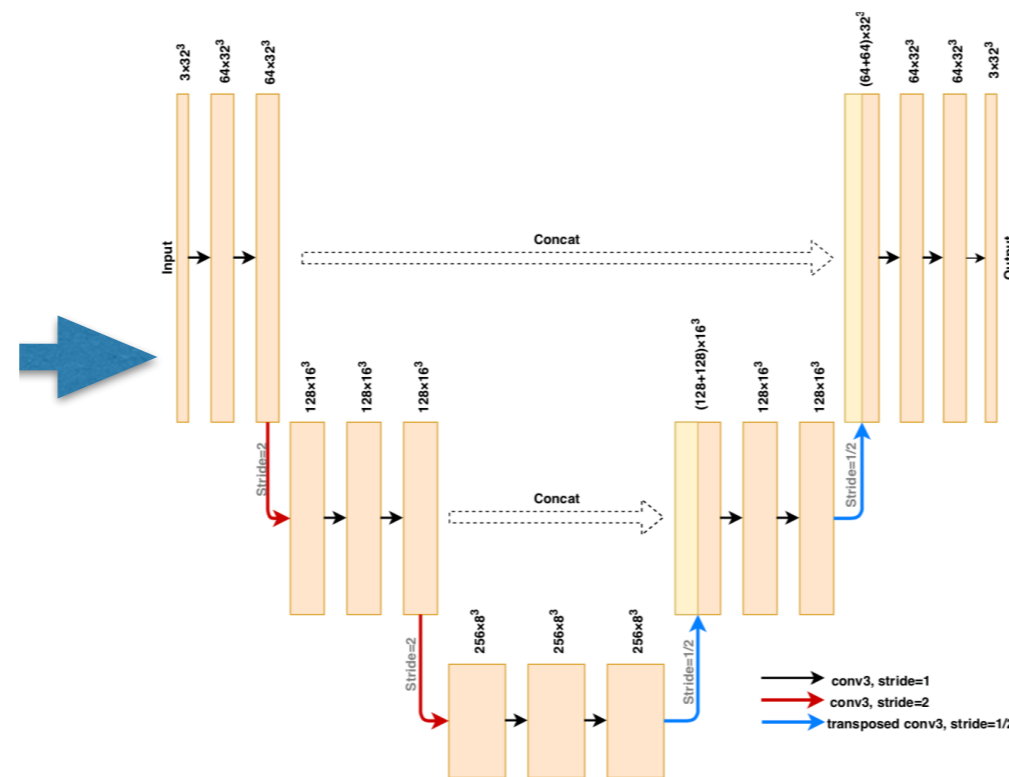 3×32³
64×32³
64×32³
(64+64)×32³
64×32³
64×32³
3×32³
Input
Concat
Output
128×16³
128×16³
128×16³
(128+128)×16³
128×16³
128×16³
Stride=2
Concat
Stride=1/2
256×8³
256×8³
256×8³
Stride=2
Stride=1/2
conv3, stride=1
conv3, stride=2
transposed conv3, stride=1/2